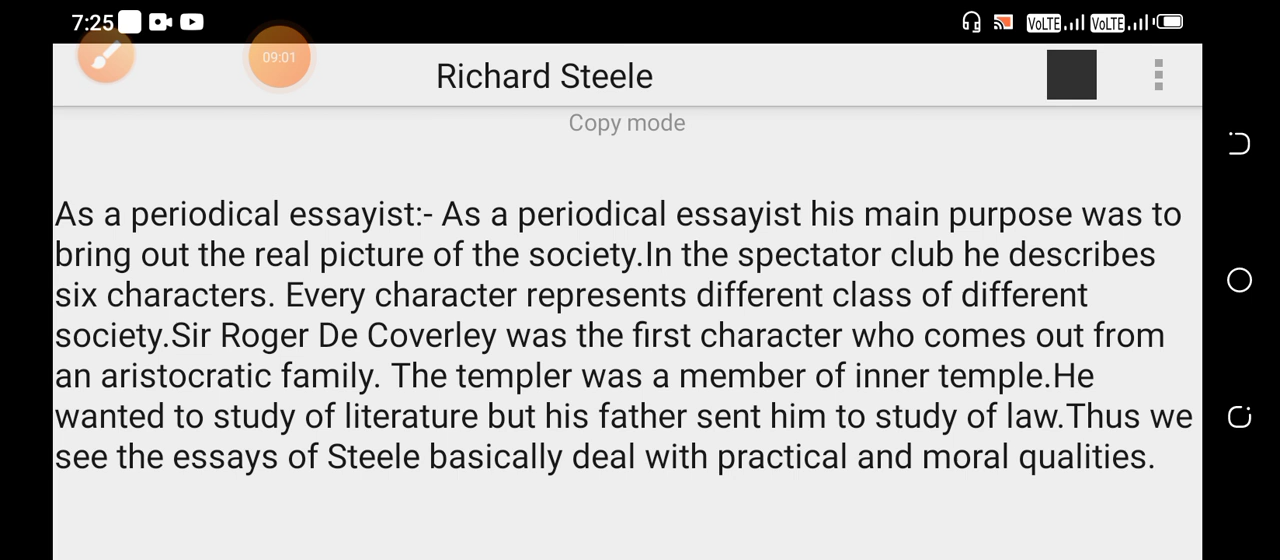 7:25
VoLTE VoLTE
09:01
Richard Steele
Copy mode
As a periodical essayist:- As a periodical essayist his main purpose was to
bring out the real picture of the society.In the spectator club he describes
six characters. Every character represents different class of different
society.Sir Roger De Coverley was the first character who comes out from
an aristocratic family. The templer was a member of inner temple.He
wanted to study of literature but his father sent him to study of law.Thus we
see the essays of Steele basically deal with practical and moral qualities.